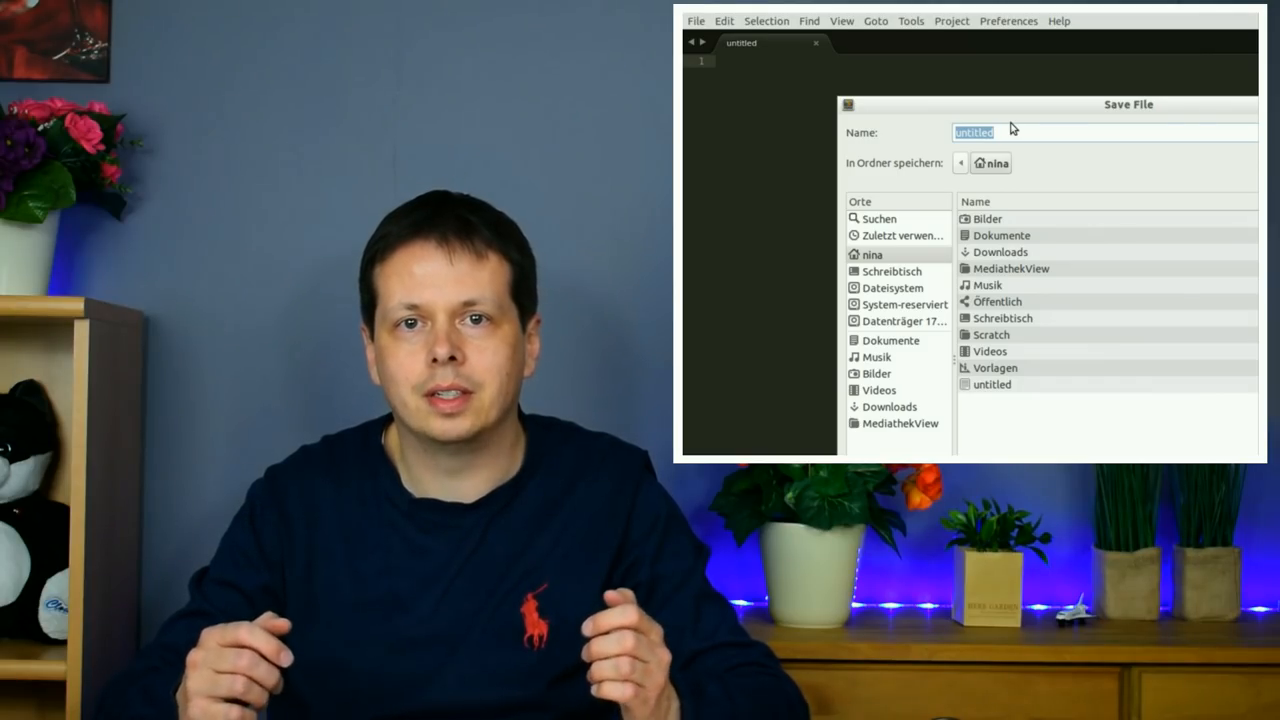 File Edit Selection Find View Goto Tools Project Preferences Help
untitled
1
Save File
Name: untitled
In Ordner speichern: nina
Orte
Suchen
Zuletzt verwen...
nina
Schreibtisch
Dateisystem
System-reserviert
Datenträger 17...
Dokumente
Musik
Bilder
Videos
Downloads
MediathekView
Name
Bilder
Dokumente
Downloads
MediathekView
Musik
Öffentlich
Schreibtisch
Scratch
Videos
Vorlagen
untitled
HERB GARDEN